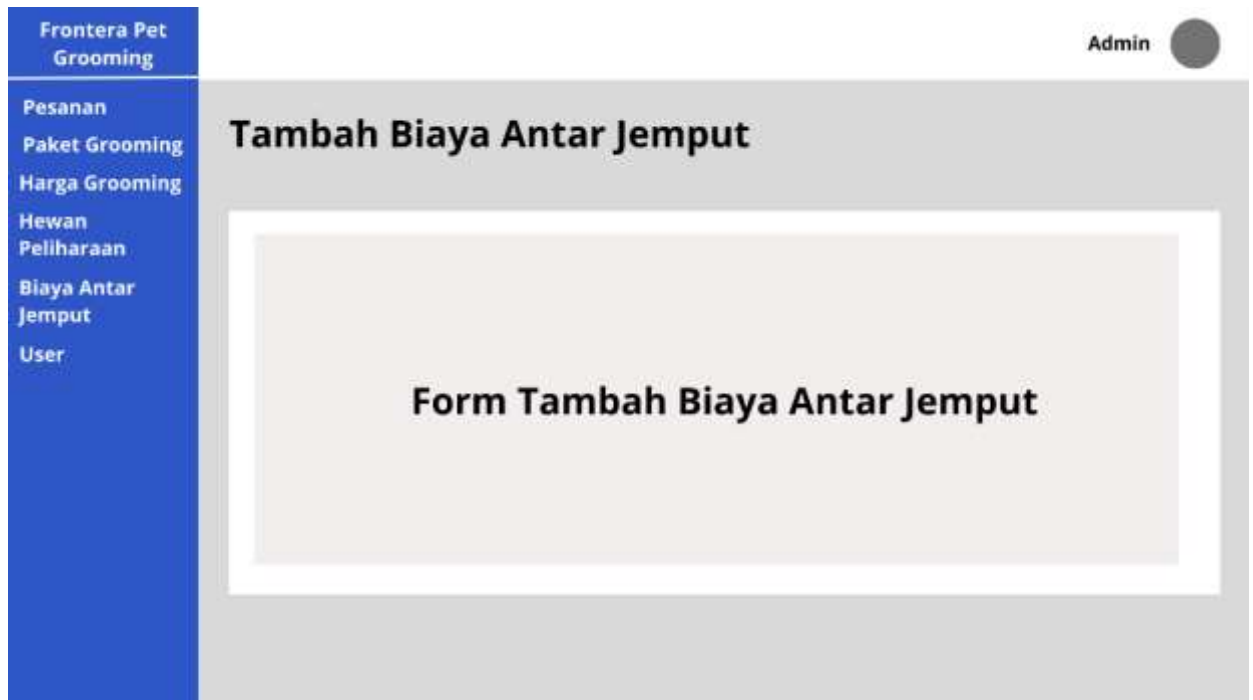 Frontera Pet
Grooming
Admin
Pesanan
Paket Grooming
Harga Grooming
Hewan
Peliharaan
Biaya Antar
Jemput
User
Tambah Biaya Antar Jemput
Form Tambah Biaya Antar Jemput